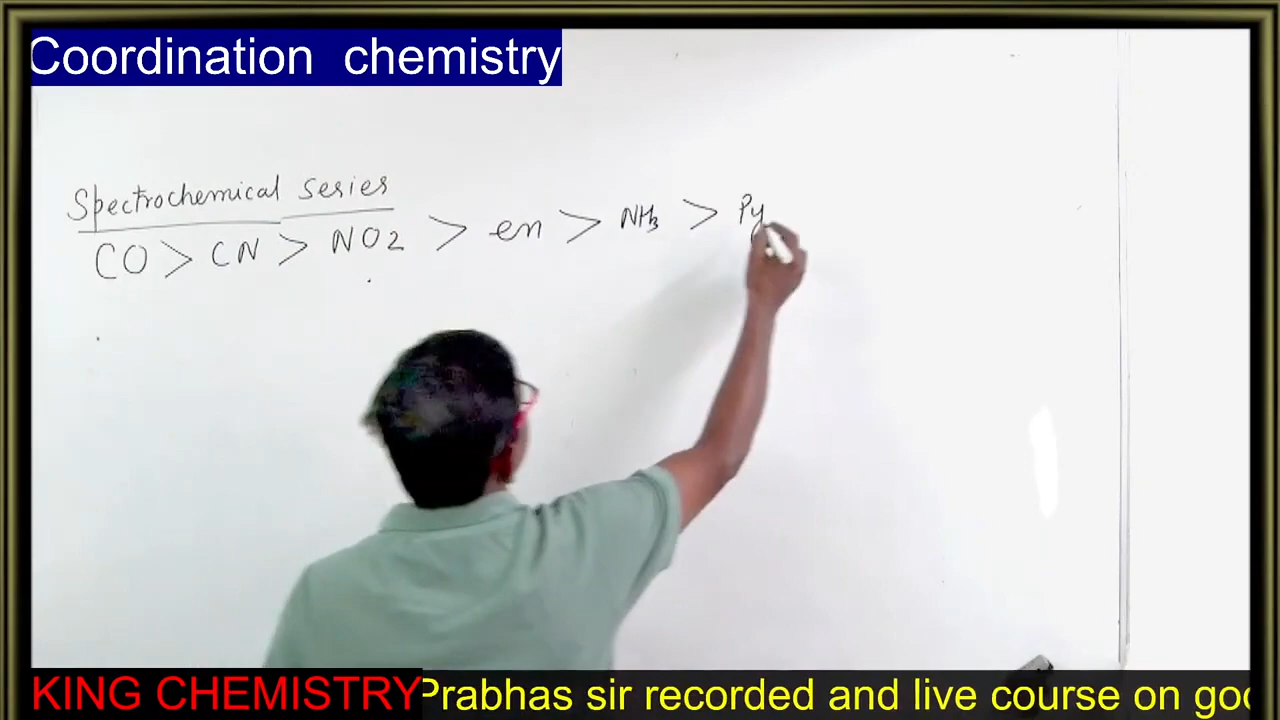 Coordination chemistry
Spectrochemical series
CO > CN > NO2 > en > NH3 > Py
KING CHEMISTRY Prabhas sir recorded and live course on goo